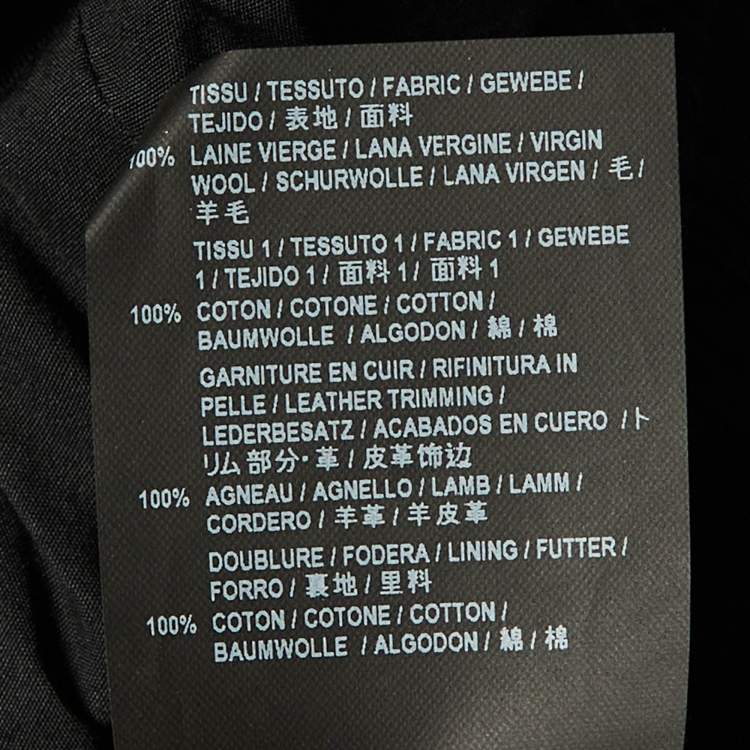 TISSU / TESSUTO / FABRIC / GEWEBE /
TEJIDO / 表地 / 面料
100% LAINE VIERGE / LANA VERGINE / VIRGIN
WOOL / SCHURWOLLE / LANA VIRGEN / 毛 /
羊毛
TISSU 1 / TESSUTO 1 / FABRIC 1 / GEWEBE
1 / TEJIDO 1 / 面料 1 / 面料 1
100% COTON / COTONE / COTTON /
BAUMWOLLE / ALGODON / 綿 / 棉
GARNITURE EN CUIR / RIFINITURA IN
PELLE / LEATHER TRIMMING /
LEDERBESATZ / ACABADOS EN CUERO / ト
リム部分・革 / 皮革饰边
100% AGNEAU / AGNELLO / LAMB / LAMM /
CORDERO / 羊革 / 羊皮革
DOUBLURE / FODERA / LINING / FUTTER /
FORRO / 裏地 / 里料
100% COTON / COTONE / COTTON /
BAUMWOLLE / ALGODON / 綿 / 棉